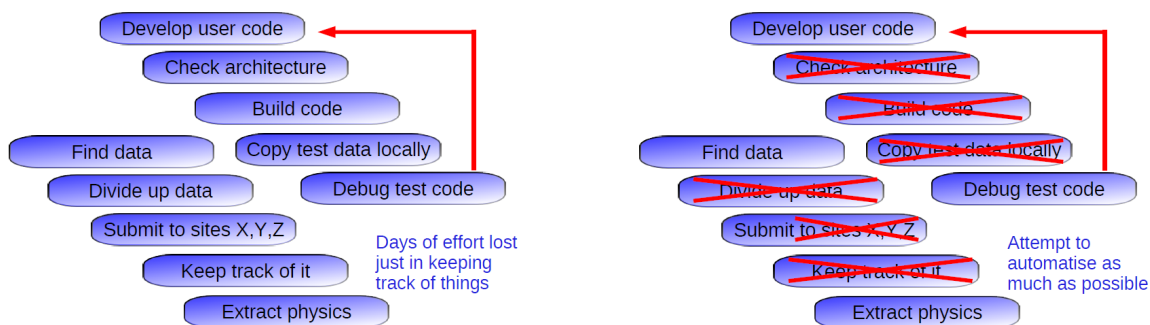 Develop user code
Check architecture
Build code
Find data
Copy test data locally
Divide up data
Debug test code
Submit to sites X,Y,Z
Keep track of it
Extract physics
Days of effort lost
just in keeping
track of things
Develop user code
Check architecture
Build code
Find data
Copy test data locally
Divide up data
Debug test code
Submit to sites X,Y,Z
Keep track of it
Extract physics
Attempt to
automatise as
much as possible